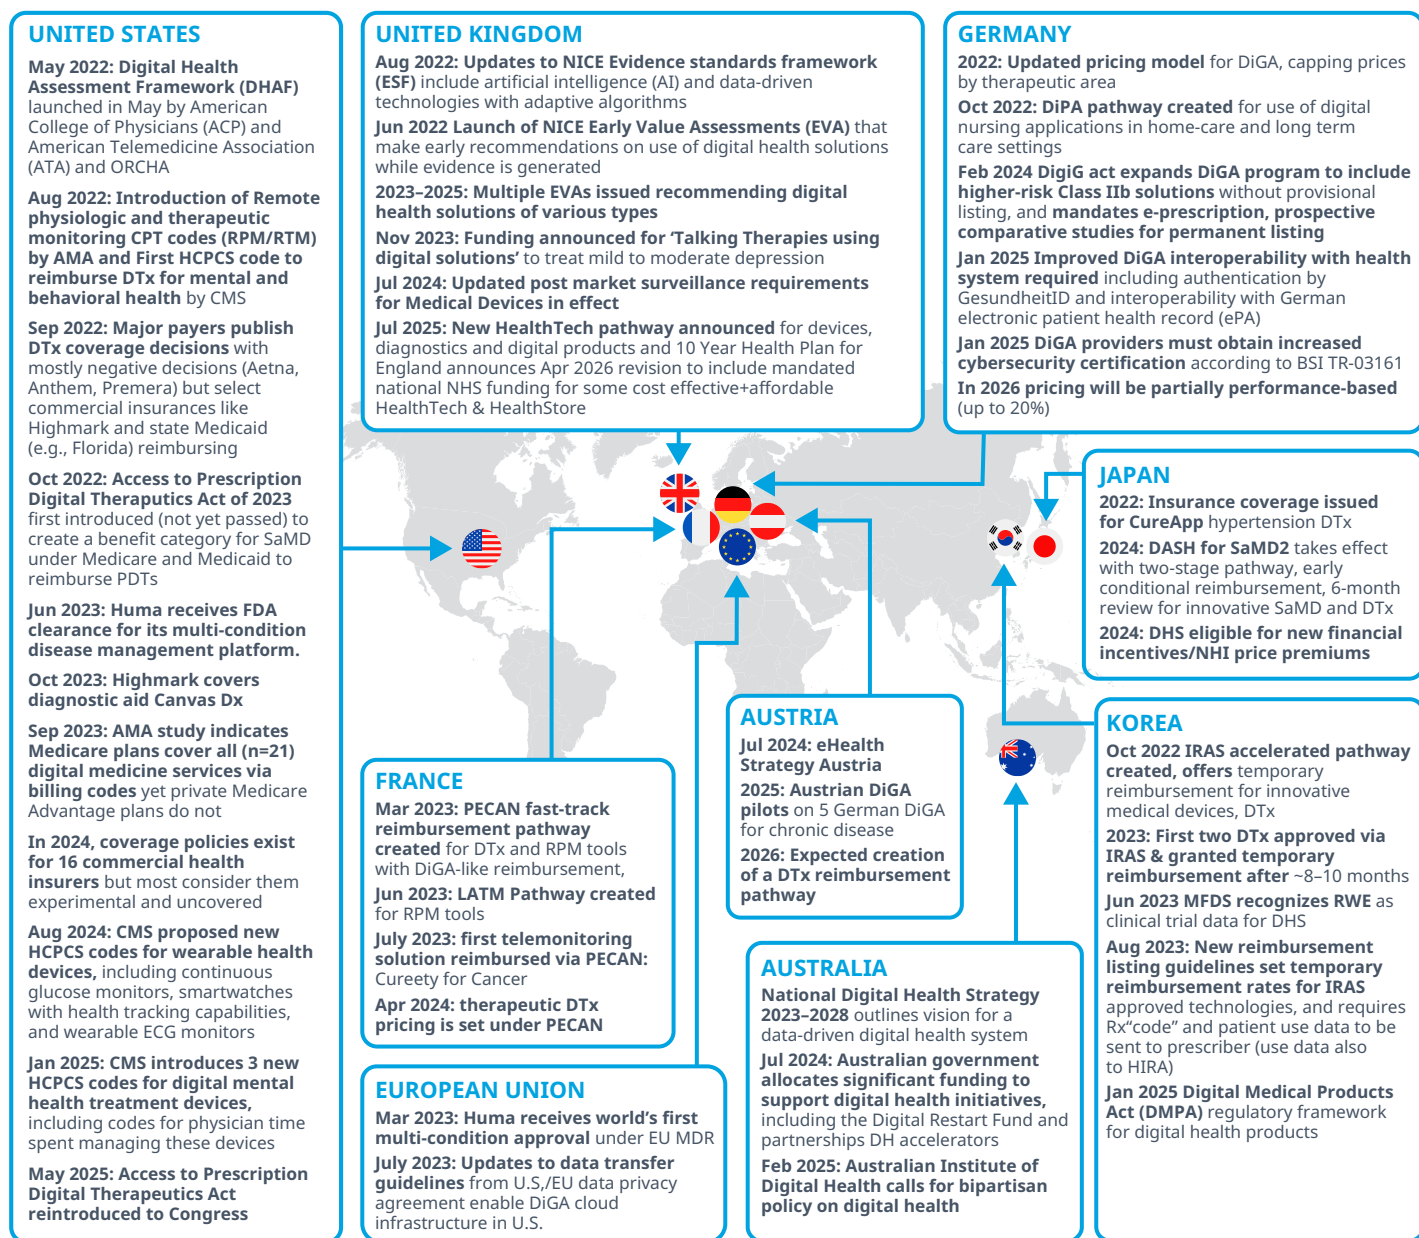 UNITED STATES
May 2022: Digital Health
Assessment Framework (DHAF)
launched in May by American
College of Physicians (ACP) and
American Telemedicine Association
(ATA) and ORCHA
Aug 2022: Introduction of Remote
physiologic and therapeutic
monitoring CPT codes (RPM/RTM)
by AMA and First HCPCS code to
reimburse DTx for mental and
behavioral health by CMS
Sep 2022: Major payers publish
DTx coverage decisions with
mostly negative decisions (Aetna,
Anthem, Premera) but select
commercial insurances like
Highmark and state Medicaid
(e.g., Florida) reimbursing
Oct 2022: Access to Prescription
Digital Theraputics Act of 2023
first introduced (not yet passed) to
create a benefit category for SaMD
under Medicare and Medicaid to
reimburse PDTs
Jun 2023: Huma receives FDA
clearance for its multi-condition
disease management platform.
Oct 2023: Highmark covers
diagnostic aid Canvas Dx
Sep 2023: AMA study indicates
Medicare plans cover all (n=21)
digital medicine services via
billing codes yet private Medicare
Advantage plans do not
In 2024, coverage policies exist
for 16 commercial health
insurers but most consider them
experimental and uncovered
Aug 2024: CMS proposed new
HCPCS codes for wearable health
devices, including continuous
glucose monitors, smartwatches
with health tracking capabilities,
and wearable ECG monitors
Jan 2025: CMS introduces 3 new
HCPCS codes for digital mental
health treatment devices,
including codes for physician time
spent managing these devices
May 2025: Access to Prescription
Digital Therapeutics Act
reintroduced to Congress
UNITED KINGDOM
Aug 2022: Updates to NICE Evidence standards framework
(ESF) include artificial intelligence (AI) and data-driven
technologies with adaptive algorithms
Jun 2022 Launch of NICE Early Value Assessments (EVA) that
make early recommendations on use of digital health solutions
while evidence is generated
2023–2025: Multiple EVAs issued recommending digital
health solutions of various types
Nov 2023: Funding announced for ‘Talking Therapies using
digital solutions’ to treat mild to moderate depression
Jul 2024: Updated post market surveillance requirements
for Medical Devices in effect
Jul 2025: New HealthTech pathway announced for devices,
diagnostics and digital products and 10 Year Health Plan for
England announces Apr 2026 revision to include mandated
national NHS funding for some cost effective+affordable
HealthTech & HealthStore
GERMANY
2022: Updated pricing model for DiGA, capping prices
by therapeutic area
Oct 2022: DiPA pathway created for use of digital
nursing applications in home-care and long term
care settings
Feb 2024 DigiG act expands DiGA program to include
higher-risk Class IIb solutions without provisional
listing, and mandates e-prescription, prospective
comparative studies for permanent listing
Jan 2025 Improved DiGA interoperability with health
system required including authentication by
GesundheitID and interoperability with German
electronic patient health record (ePA)
Jan 2025 DiGA providers must obtain increased
cybersecurity certification according to BSI TR-03161
In 2026 pricing will be partially performance-based
(up to 20%)
JAPAN
2022: Insurance coverage issued
for CureApp hypertension DTx
2024: DASH for SaMD2 takes effect
with two-stage pathway, early
conditional reimbursement, 6-month
review for innovative SaMD and DTx
2024: DHS eligible for new financial
incentives/NHI price premiums
KOREA
Oct 2022 IRAS accelerated pathway
created, offers temporary
reimbursement for innovative
medical devices, DTx
2023: First two DTx approved via
IRAS & granted temporary
reimbursement after ~8–10 months
Jun 2023 MFDS recognizes RWE as
clinical trial data for DHS
Aug 2023: New reimbursement
listing guidelines set temporary
reimbursement rates for IRAS
approved technologies, and requires
Rx“code” and patient use data to be
sent to prescriber (use data also
to HIRA)
Jan 2025 Digital Medical Products
Act (DMPA) regulatory framework
for digital health products
AUSTRIA
Jul 2024: eHealth
Strategy Austria
2025: Austrian DiGA
pilots on 5 German DiGA
for chronic disease
2026: Expected creation
of a DTx reimbursement
pathway
FRANCE
Mar 2023: PECAN fast-track
reimbursement pathway
created for DTx and RPM tools
with DiGA-like reimbursement,
Jun 2023: LATM Pathway created
for RPM tools
July 2023: first telemonitoring
solution reimbursed via PECAN:
Cureety for Cancer
Apr 2024: therapeutic DTx
pricing is set under PECAN
EUROPEAN UNION
Mar 2023: Huma receives world’s first
multi-condition approval under EU MDR
July 2023: Updates to data transfer
guidelines from U.S,/EU data privacy
agreement enable DiGA cloud
infrastructure in U.S.
AUSTRALIA
National Digital Health Strategy
2023–2028 outlines vision for a
data-driven digital health system
Jul 2024: Australian government
allocates significant funding to
support digital health initiatives,
including the Digital Restart Fund and
partnerships DH accelerators
Feb 2025: Australian Institute of
Digital Health calls for bipartisan
policy on digital health